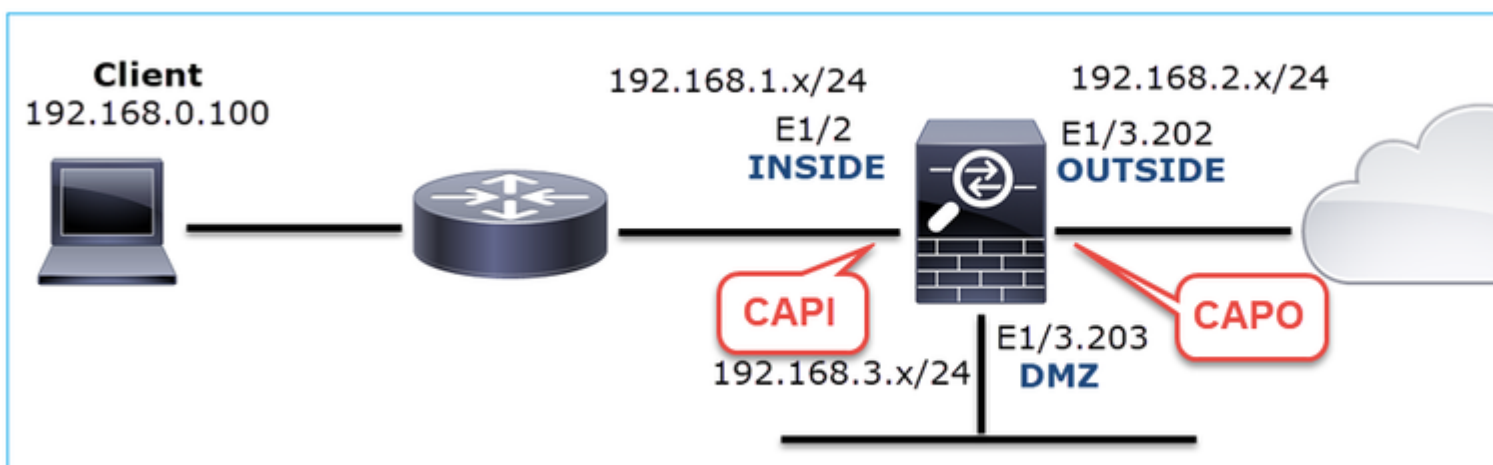 Client
192.168.0.100
192.168.1.x/24
E1/2
INSIDE
192.168.2.x/24
E1/3.202
OUTSIDE
CAPI
CAPO
192.168.3.x/24
E1/3.203
DMZ